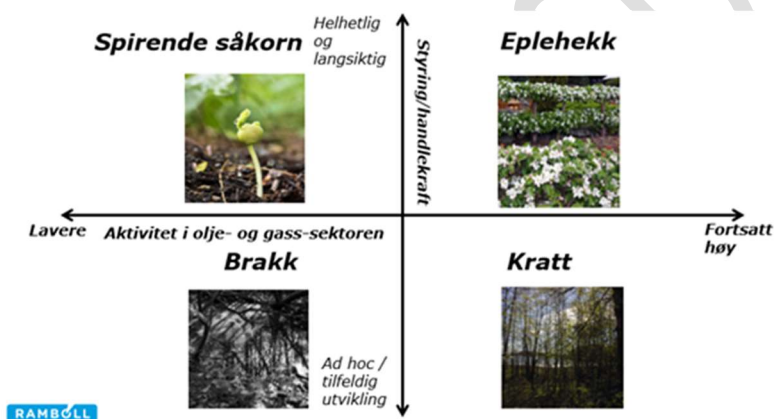 Spirende såkorn
Helhetlig
og
langsiktig
Styring/handlekraft
Eplehekk
Lavere
Aktivitet i olje- og gass-sektoren
Fortsatt
høy
Brakk
Kratt
Ad hoc /
tilfeldig
utvikling
RAMBOLL